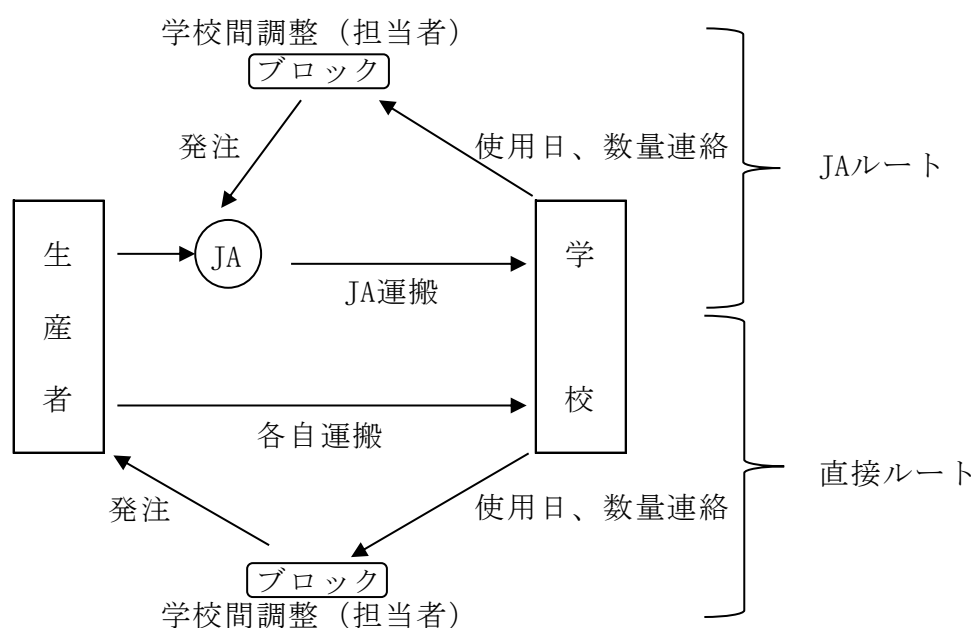 学校間調整（担当者）
ブロック
発注
使用日、数量連絡
JAルート
生産者
JA
学校
JA運搬
各自運搬
直接ルート
発注
使用日、数量連絡
ブロック
学校間調整（担当者）